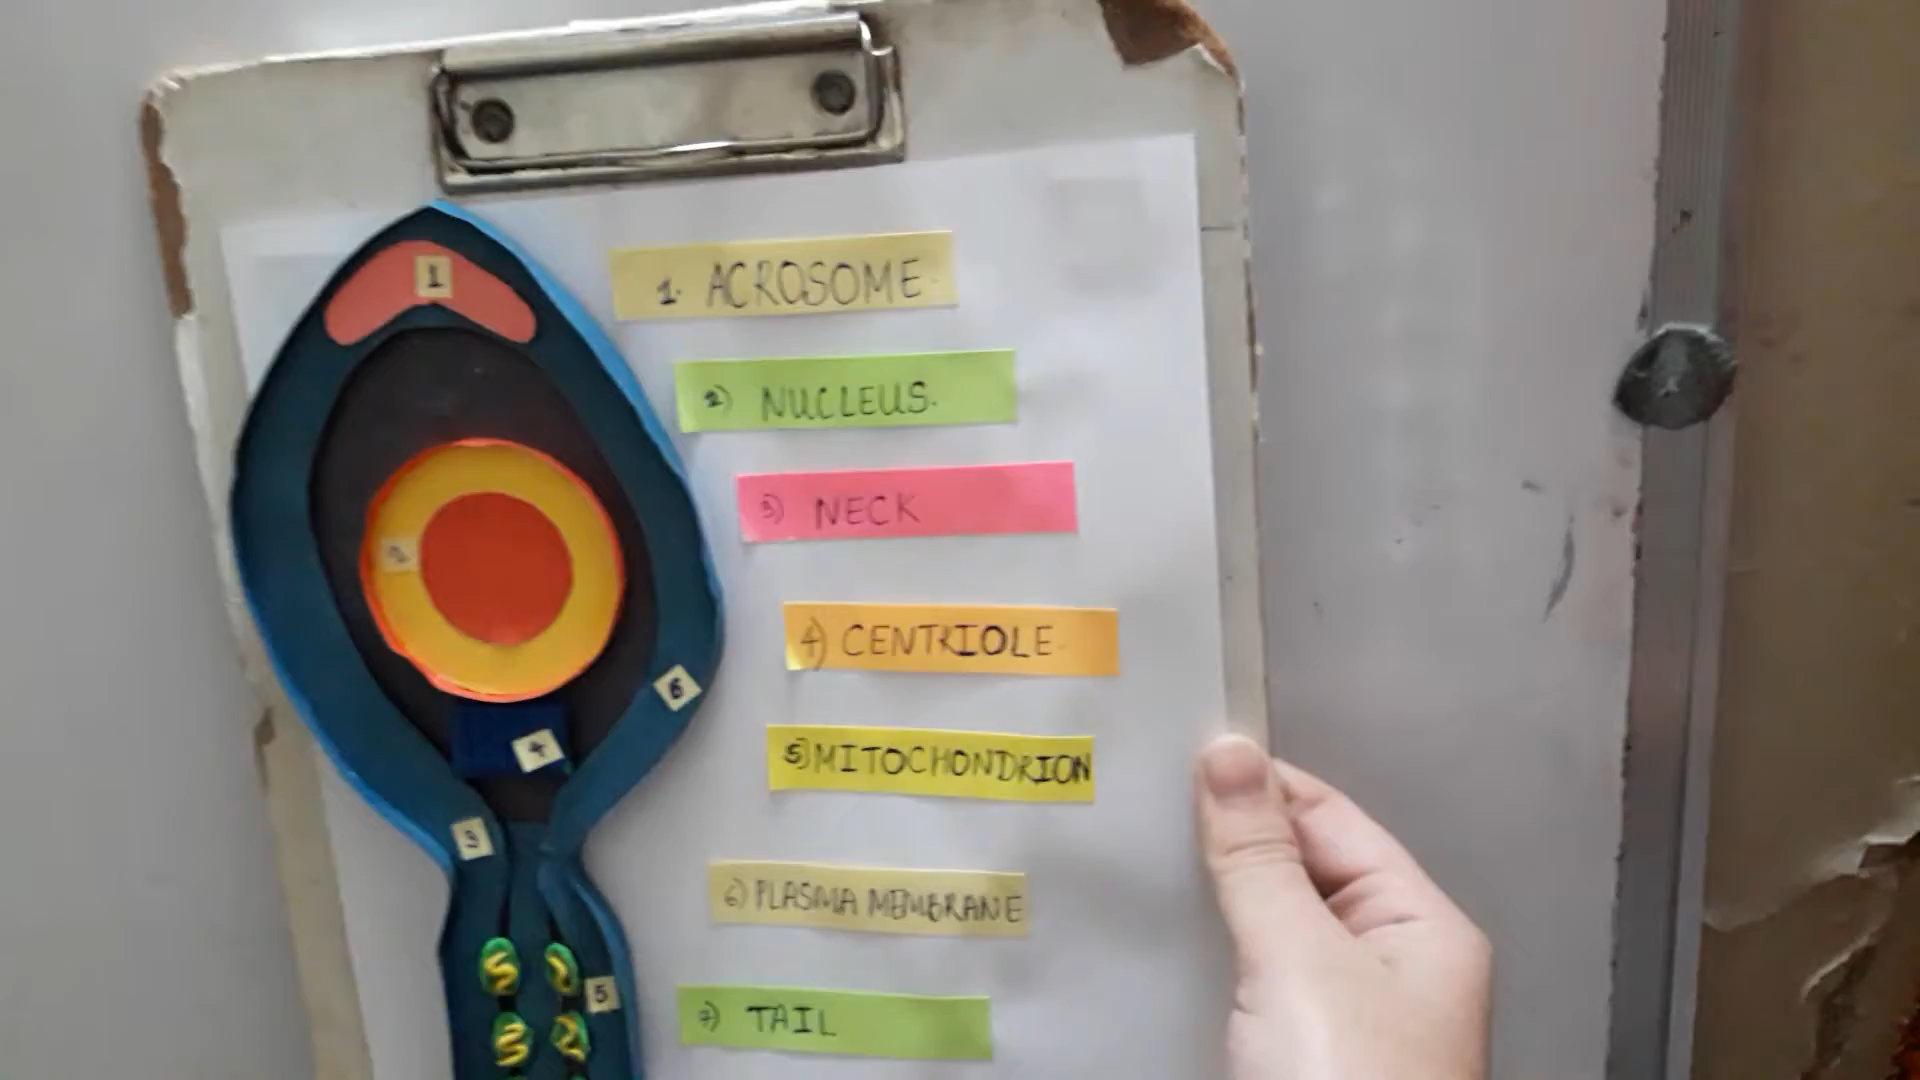 1
1. ACROSOME.
2) NUCLEUS.
3) NECK
2
4) CENTRIOLE.
6
4
5) MITOCHONDRION
3
6) PLASMA MEMBRANE
5
7) TAIL